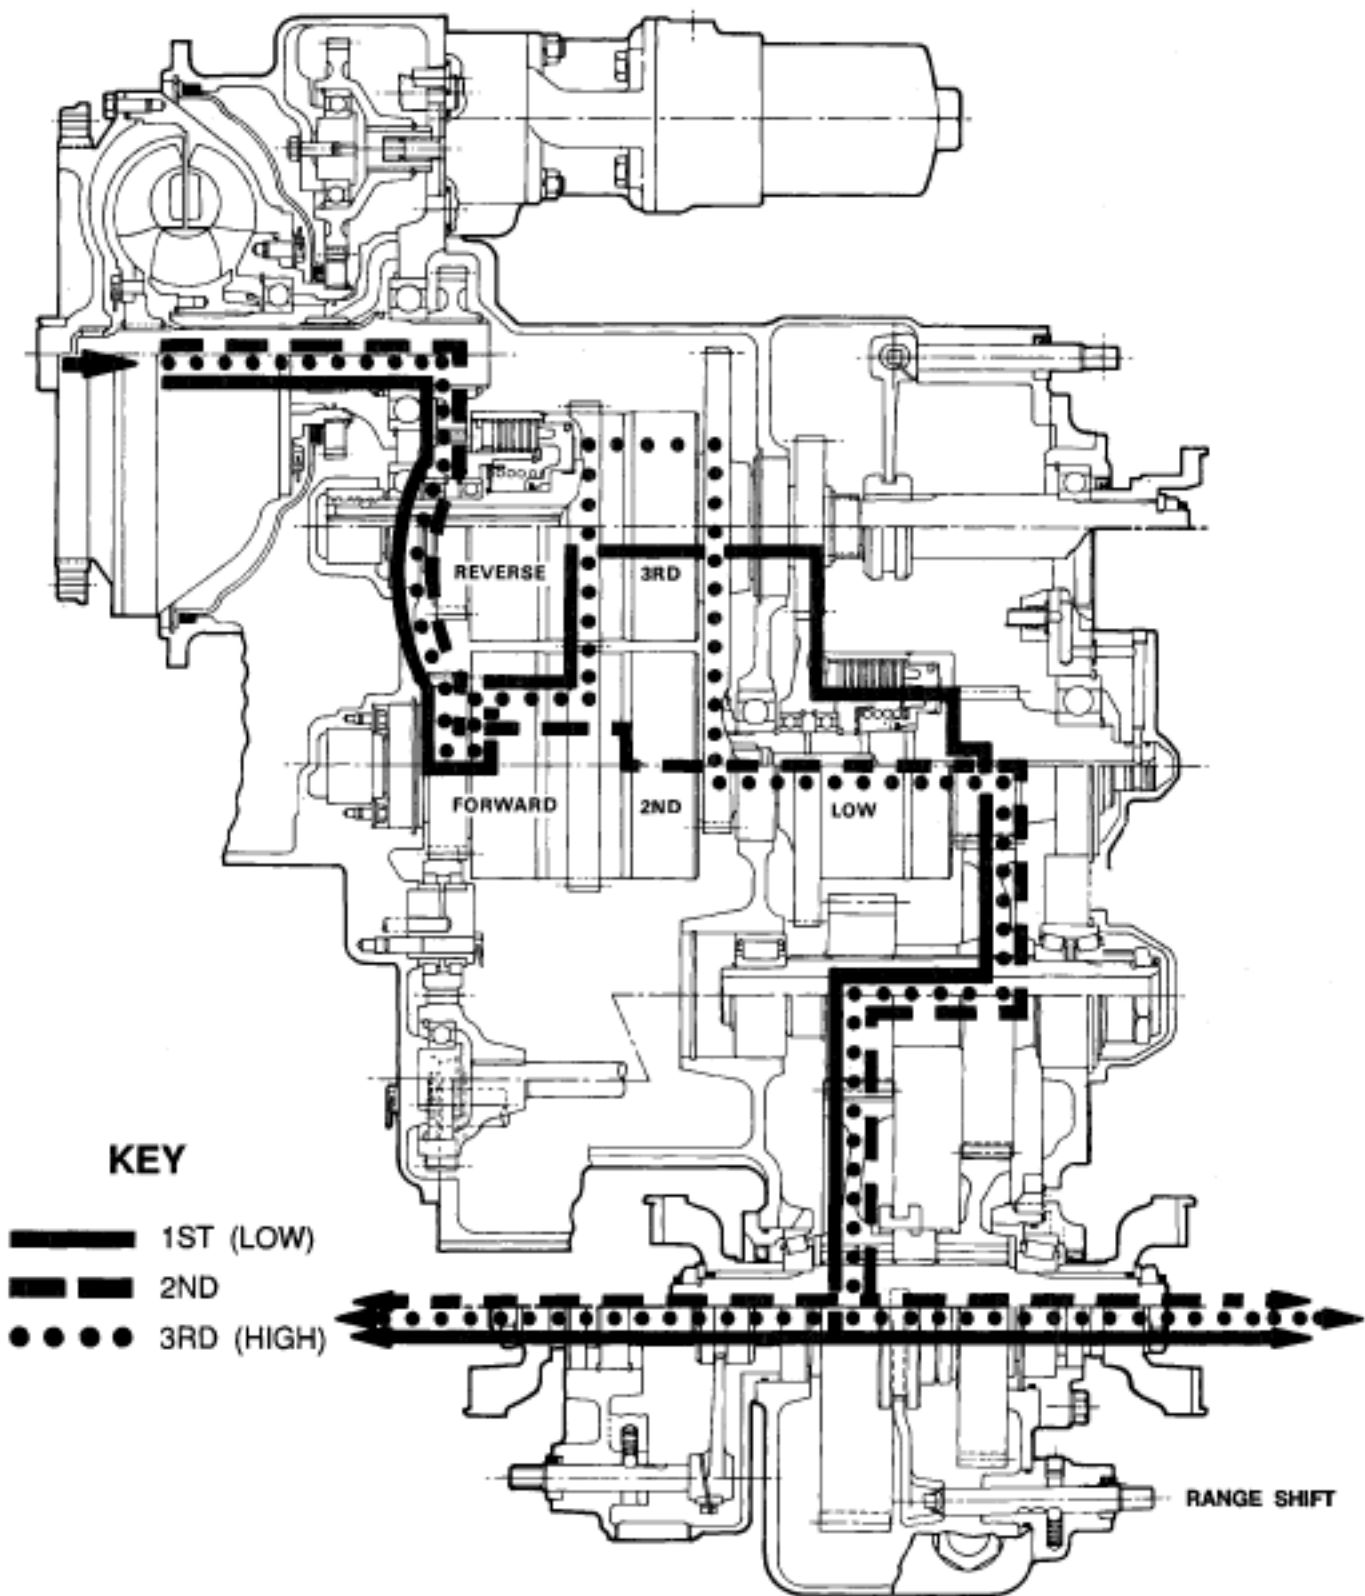 REVERSE
3RD
FORWARD
2ND
LOW
KEY
1ST (LOW)
2ND
3RD (HIGH)
RANGE SHIFT